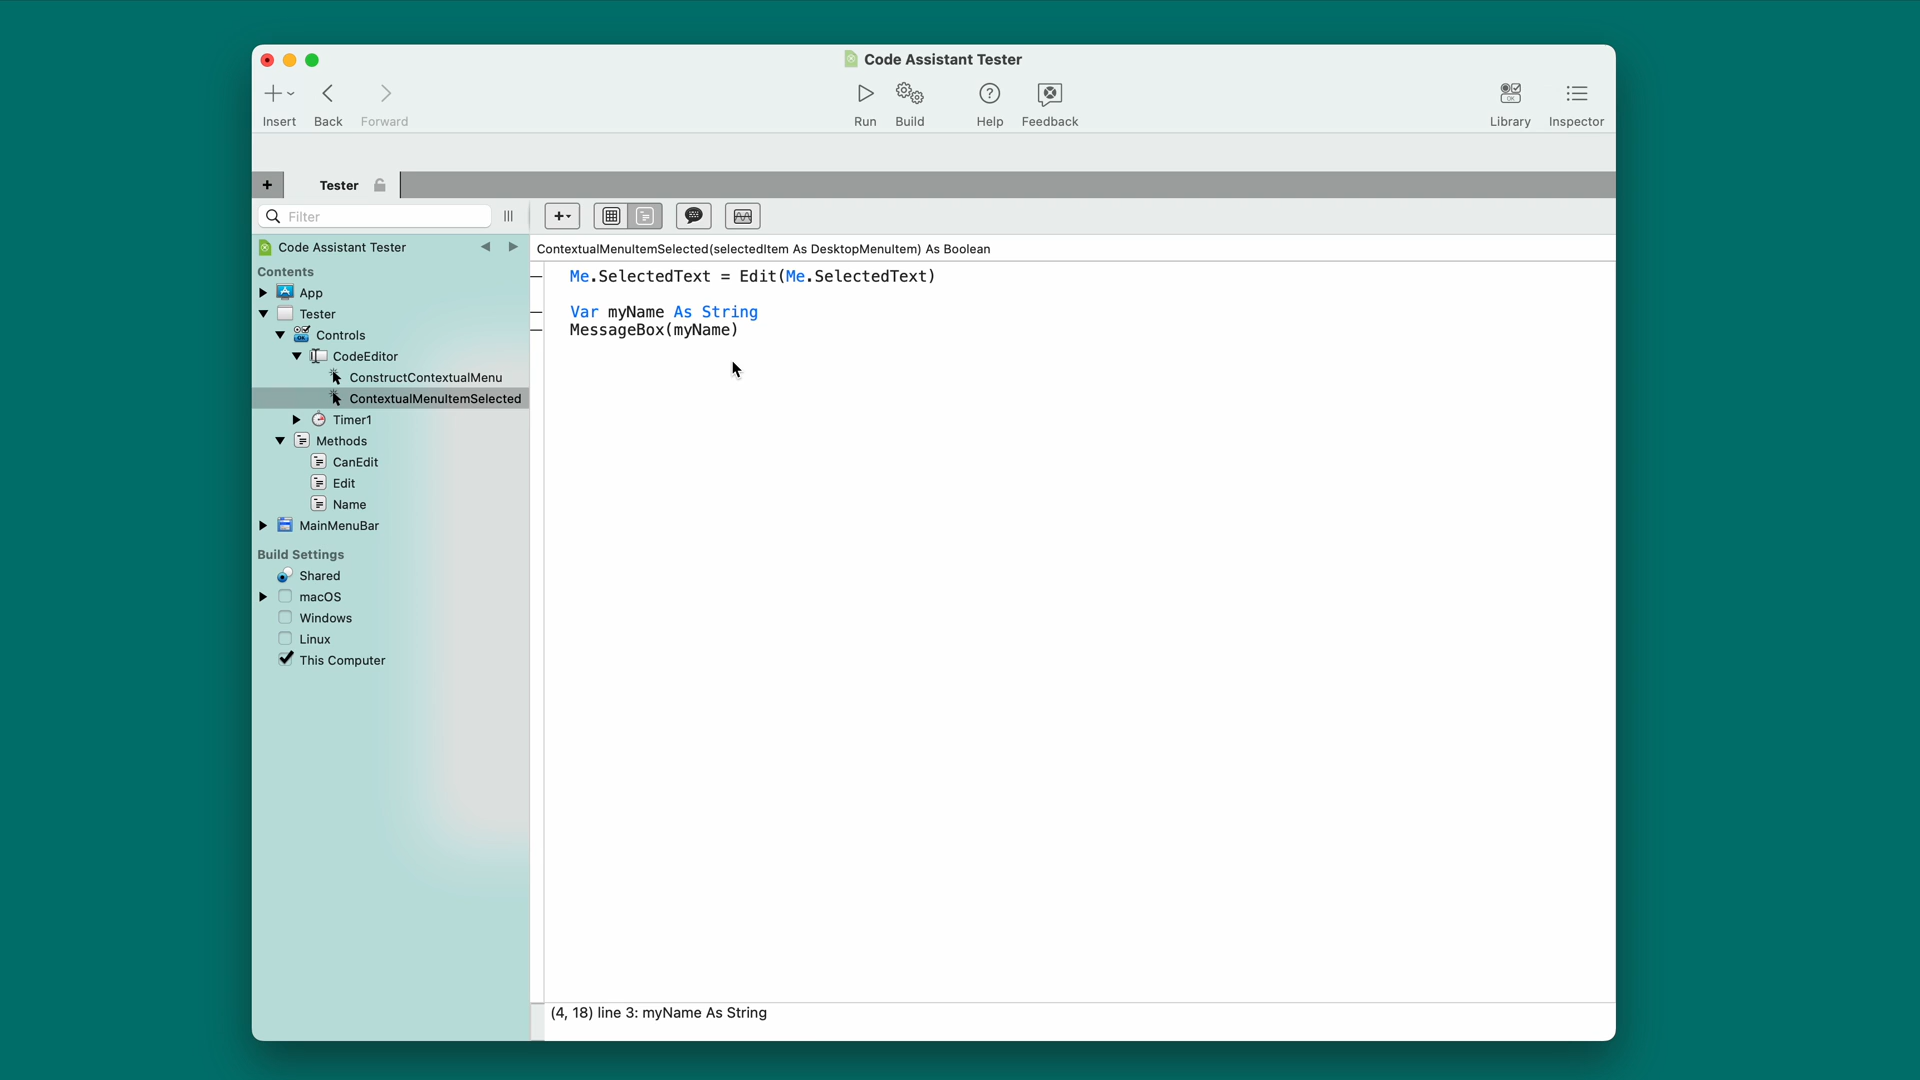 Code Assistant Tester
Insert
Back
Forward
Run
Build
Help
Feedback
Library
Inspector
+
Tester
Filter
Code Assistant Tester
ContextualMenuItemSelected(selectedItem As DesktopMenuItem) As Boolean
Contents
App
Tester
Controls
CodeEditor
ConstructContextualMenu
ContextualMenuItemSelected
Timer1
Methods
CanEdit
Edit
Name
MainMenuBar
Build Settings
Shared
macOS
Windows
Linux
This Computer
Me.SelectedText = Edit(Me.SelectedText)
Var myName As String
MessageBox(myName)
(4, 18) line 3: myName As String